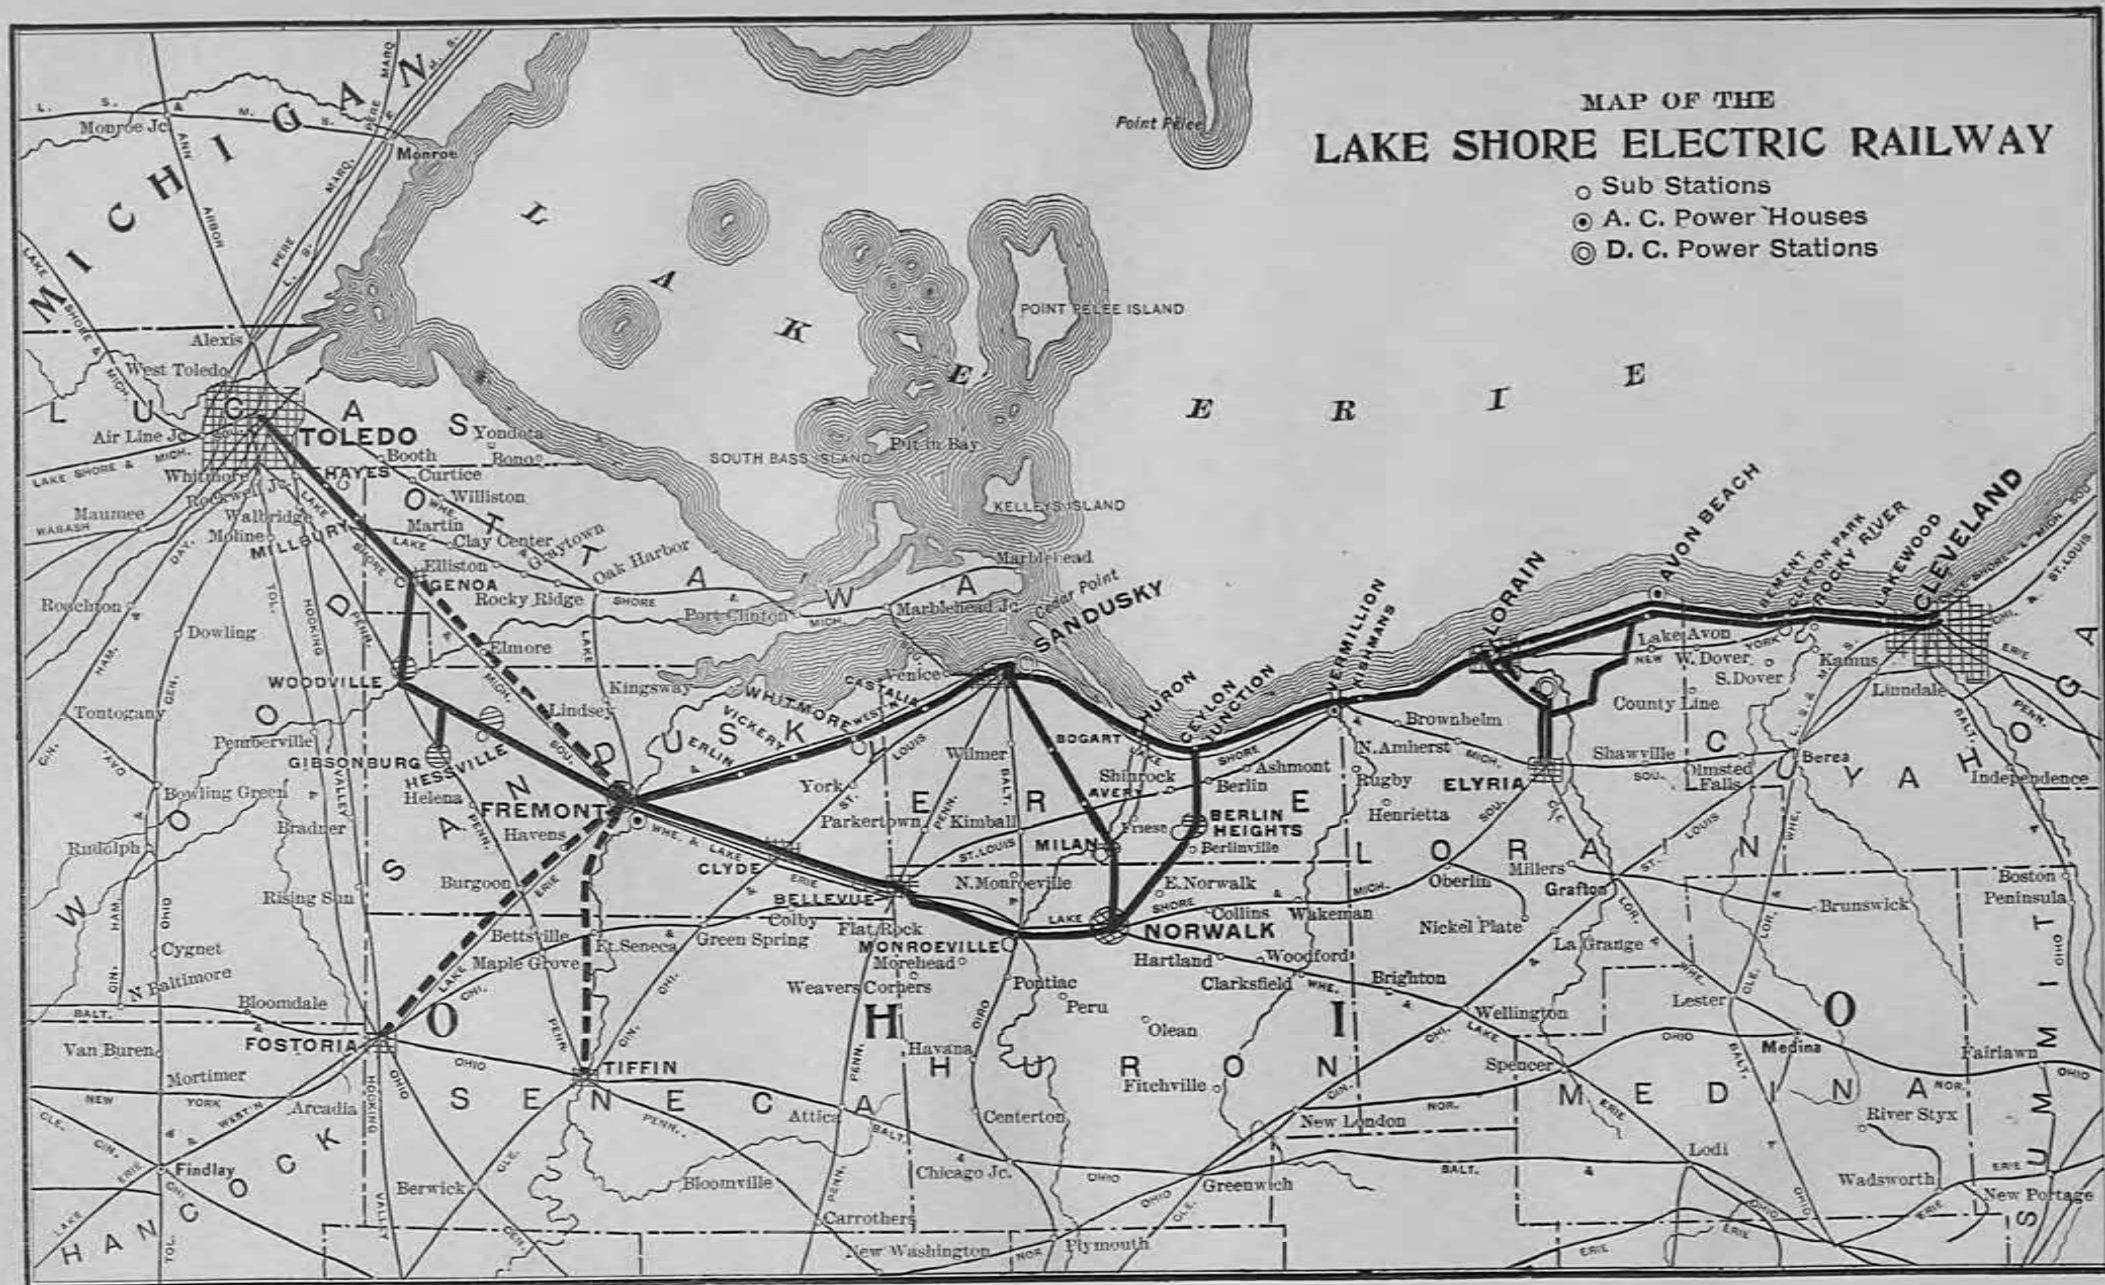 MAP OF THE
LAKE SHORE ELECTRIC RAILWAY
Sub Stations
A. C. Power Houses
D. C. Power Stations
MICHIGAN
LAKE
ERIE
OHIO
LUCAS
OTTAWA
WOOD
SANDUSKY
ERIE
LORAIN
CUYAHOGA
SENECA
HURON
MEDINA
SUMMIT
HANCOCK
Monroe Jc.
Monroe
Point Pelee
POINT PELEE ISLAND
Put in Bay
SOUTH BASS ISLAND
KELLEYS ISLAND
Marblehead
Marblehead Jc.
Cedar Point
Alexis
West Toledo
Air Line Jc.
TOLEDO
Yondota
Booth
Bono
HAYES
Curtice
Whitmore
Rockwell Jc.
Williston
Walbridge
Maumee
Moline
MILLBURY
Martin
Clay Center
Graytown
Elliston
GENOA
Oak Harbor
Rocky Ridge
Port Clinton
Roachton
Dowling
Elmore
WOODVILLE
Kingsway
Lindsey
Tontogany
Pemberville
GIBSONBURG
HESSVILLE
Helena
FREMONT
Havens
Bowling Green
Bradner
Rudolph
Rising Sun
Burgoon
Cygnet
Bettsville
Ft. Seneca
Maple Grove
Green Spring
N Baltimore
Bloomdale
FOSTORIA
Van Buren
Mortimer
Arcadia
Findlay
TIFFIN
Berwick
Bloomville
Attica
Carrothers
New Washington
Plymouth
Chicago Jc.
Centerton
Havana
Greenwich
New London
Fitchville
Olean
Peru
Pontiac
Weavers Corners
Morehead
MONROEVILLE
Flat Rock
Colby
BELLEVUE
CLYDE
N. Monroeville
Kimball
Parkertown
York
Wilmer
ERLIN
VICKERY
WHITMORE
CASTALIA
Venice
SANDUSKY
BOGART
HURON
CEYLON
JUNCTION
Shinrock
AVERY
MILAN
Friese
Berlin
BERLIN
HEIGHTS
Berlinville
Ashmont
E. Norwalk
NORWALK
Collins
Wakeman
Hartland
Woodford
Clarksfield
Brighton
Wellington
Spencer
VERMILLION
KISHMANS
Brownhelm
N. Amherst
Rugby
Henrietta
LORAIN
ELYRIA
AVON BEACH
BEMENT
CLIFTON PARK
ROCKY RIVER
LAKEWOOD
CLEVELAND
Lake Avon
W. Dover
S. Dover
Kamus
Linndale
County Line
Shawville
Olmsted
Falls
Berea
Independence
Oberlin
Millers
Grafton
Nickel Plate
La Grange
Brunswick
Boston
Peninsula
Lester
Medina
Fairlawn
River Styx
Lodi
Wadsworth
New Portage